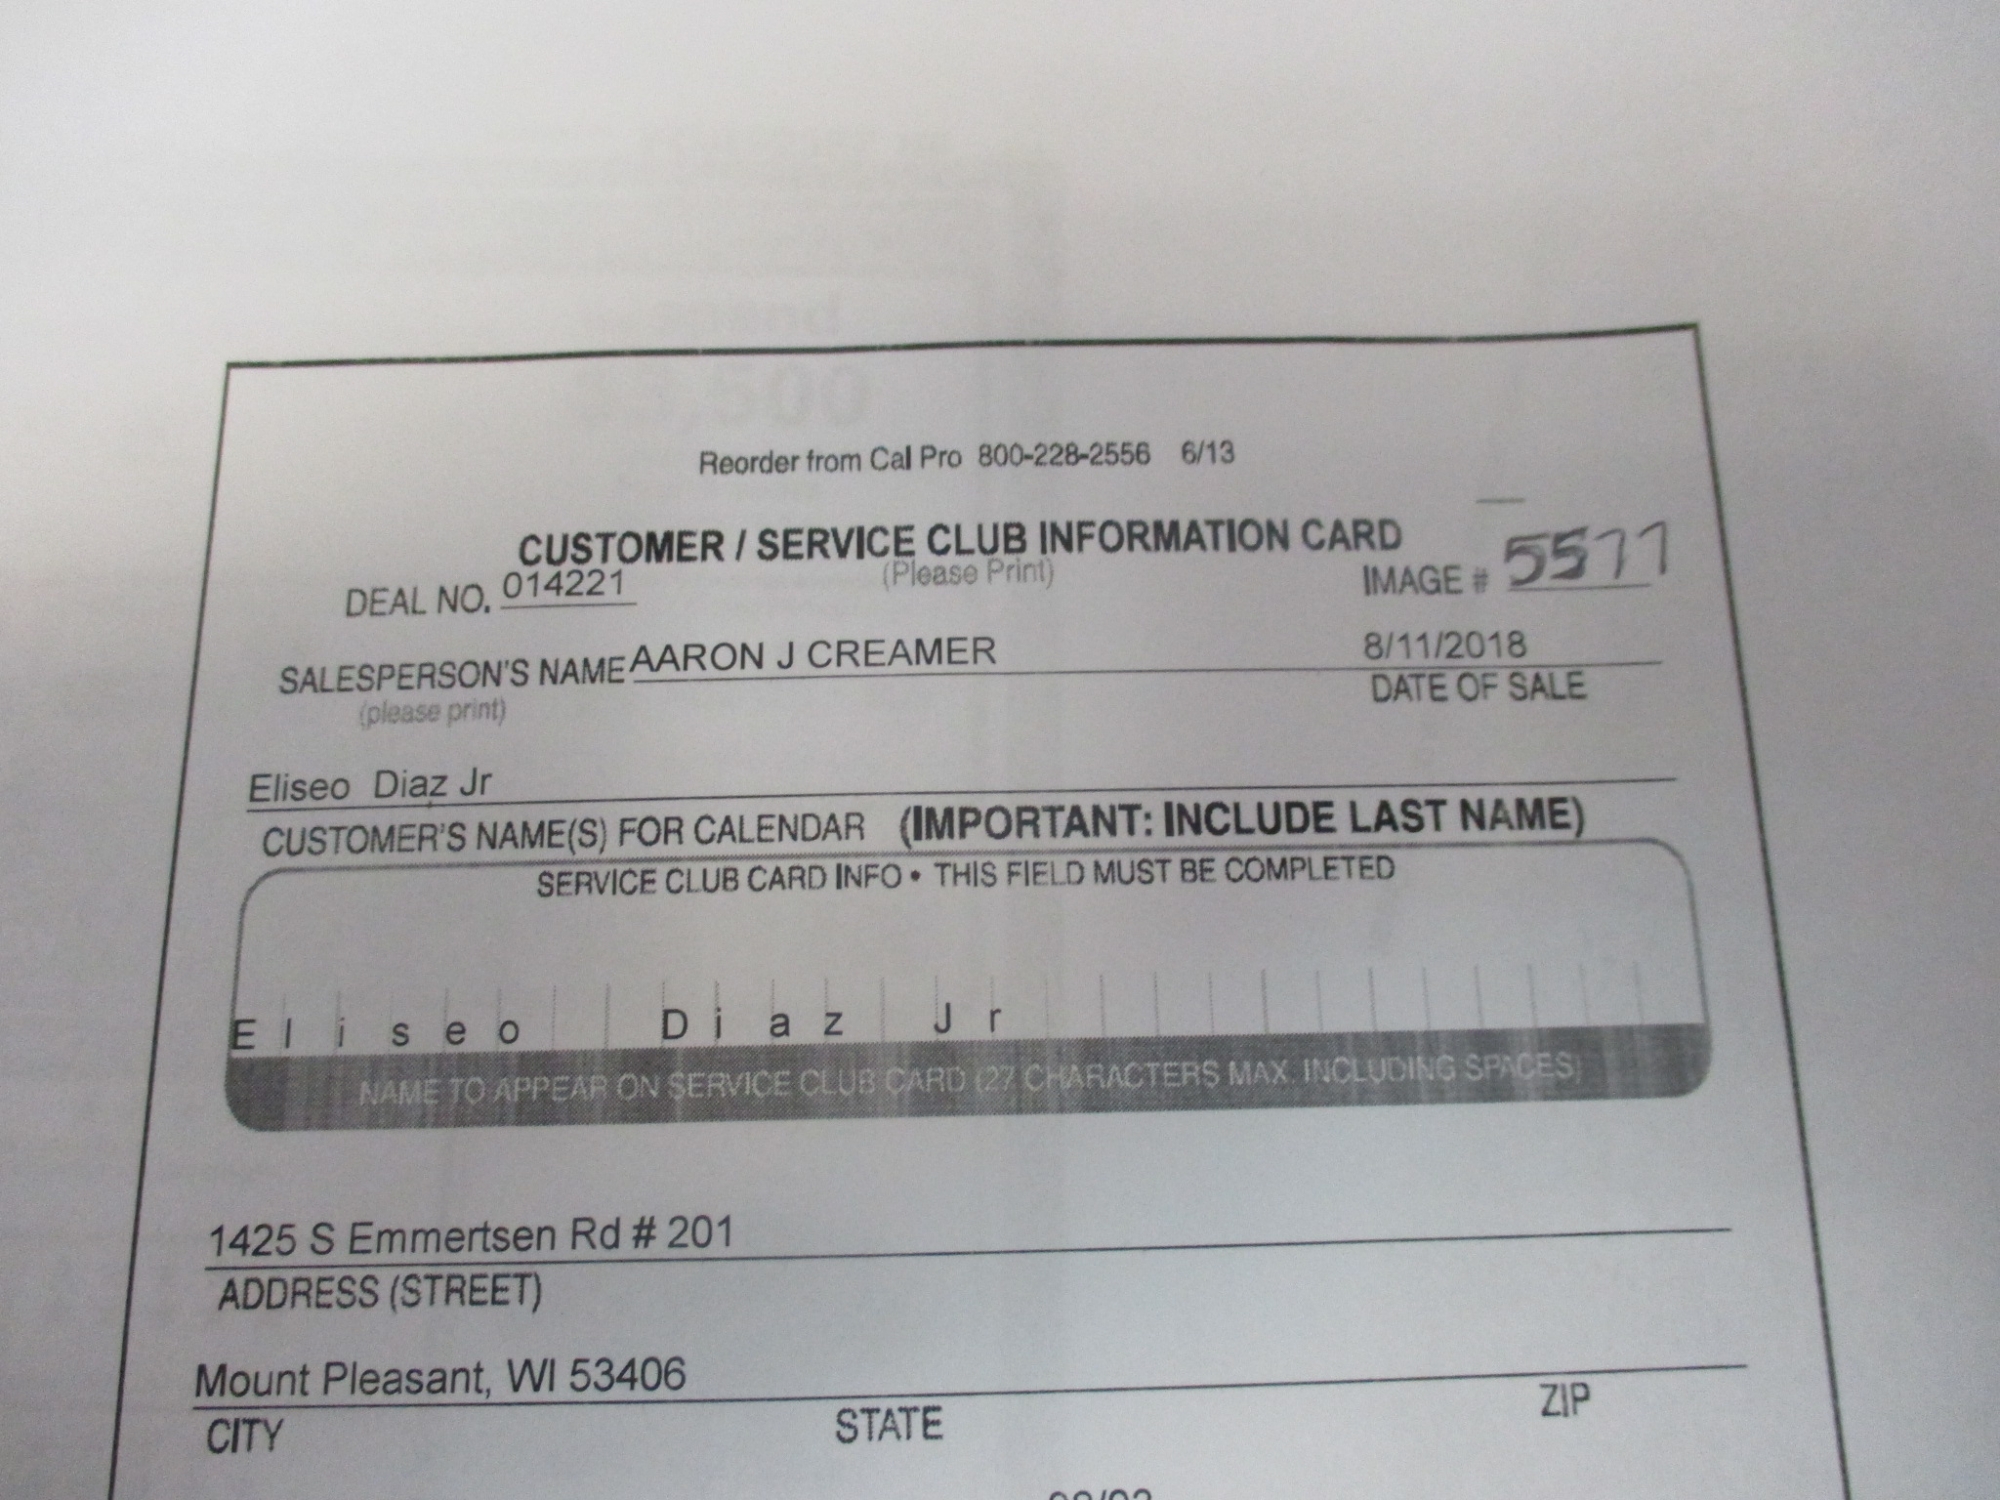 Reorder from Cal Pro 800-228-2556 6/13
CUSTOMER / SERVICE CLUB INFORMATION CARD
(Please Print)
DEAL NO. 014221
IMAGE # 5577
SALESPERSON'S NAME AARON J CREAMER
8/11/2018
(please print)
DATE OF SALE
Eliseo Diaz Jr
CUSTOMER'S NAME(S) FOR CALENDAR (IMPORTANT: INCLUDE LAST NAME)
SERVICE CLUB CARD INFO • THIS FIELD MUST BE COMPLETED
Eliseo Diaz Jr
NAME TO APPEAR ON SERVICE CLUB CARD (27 CHARACTERS MAX. INCLUDING SPACES)
1425 S Emmertsen Rd # 201
ADDRESS (STREET)
Mount Pleasant, WI 53406
CITY STATE ZIP